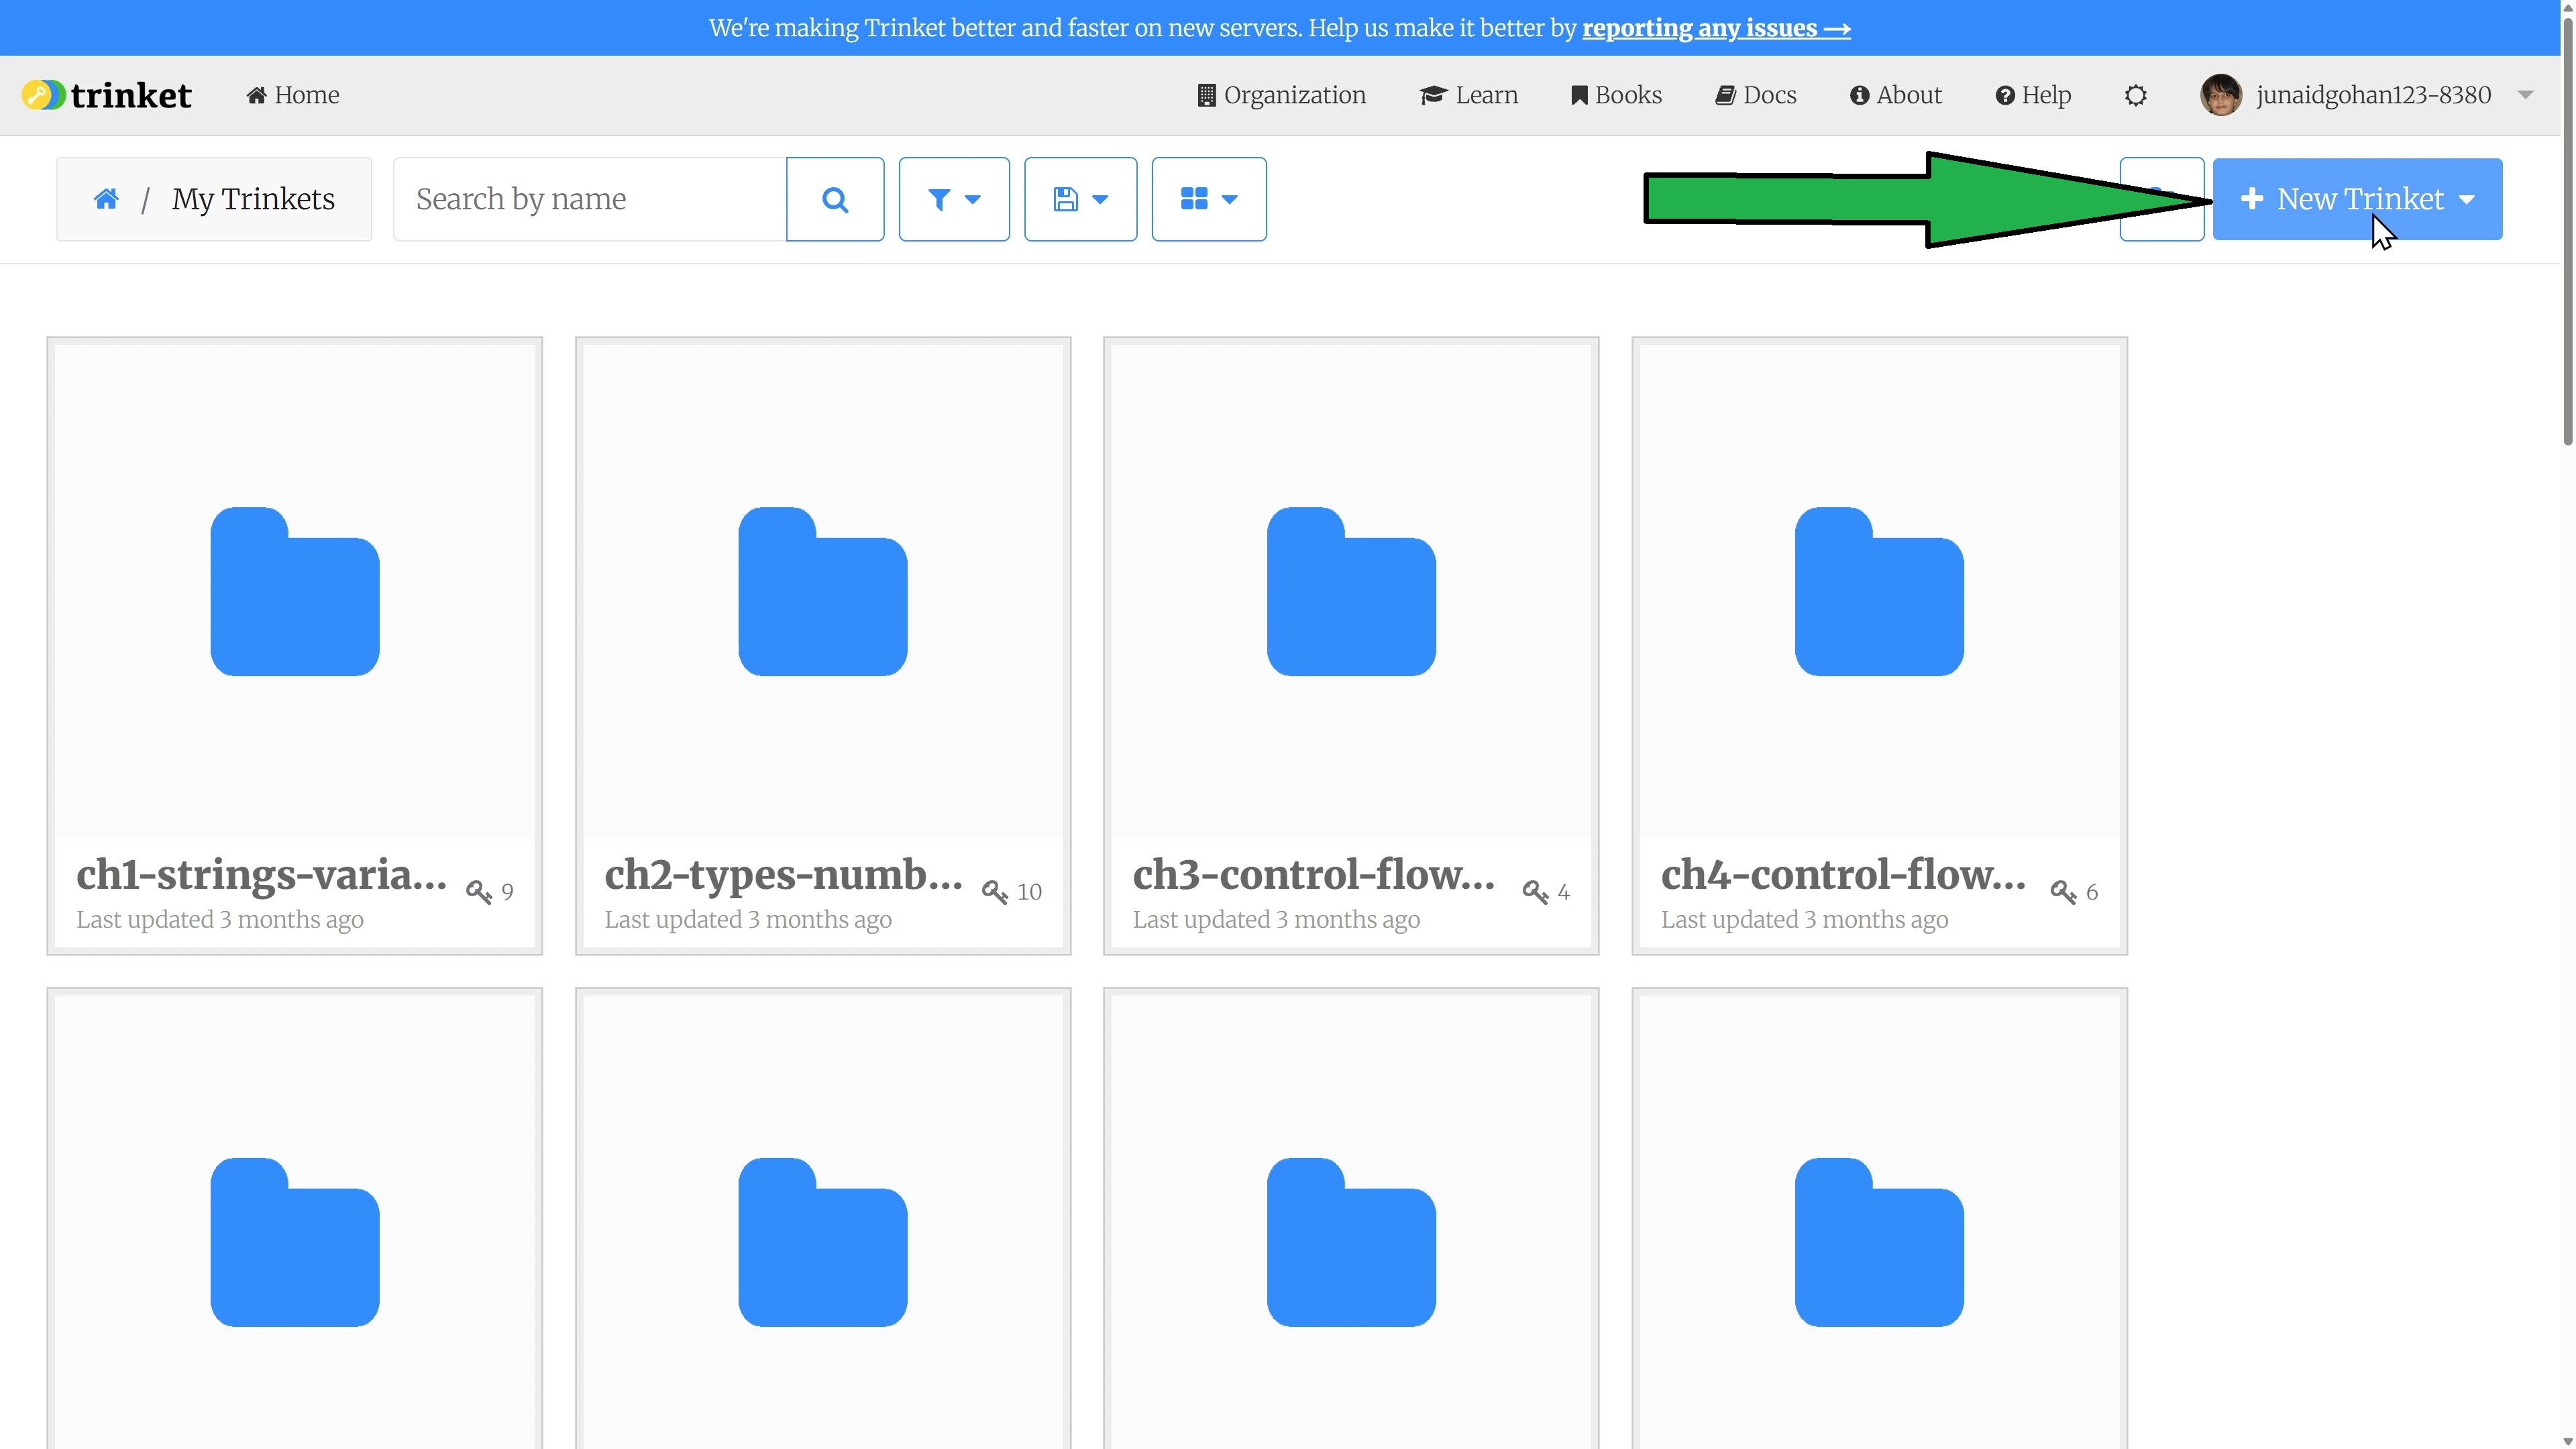 We're making Trinket better and faster on new servers. Help us make it better by reporting any issues →
trinket
Home
Organization
Learn
Books
Docs
About
Help
junaidgohan123-8380
/ My Trinkets
Search by name
+ New Trinket
ch1-strings-varia...
9
Last updated 3 months ago
ch2-types-numb...
10
Last updated 3 months ago
ch3-control-flow...
4
Last updated 3 months ago
ch4-control-flow...
6
Last updated 3 months ago